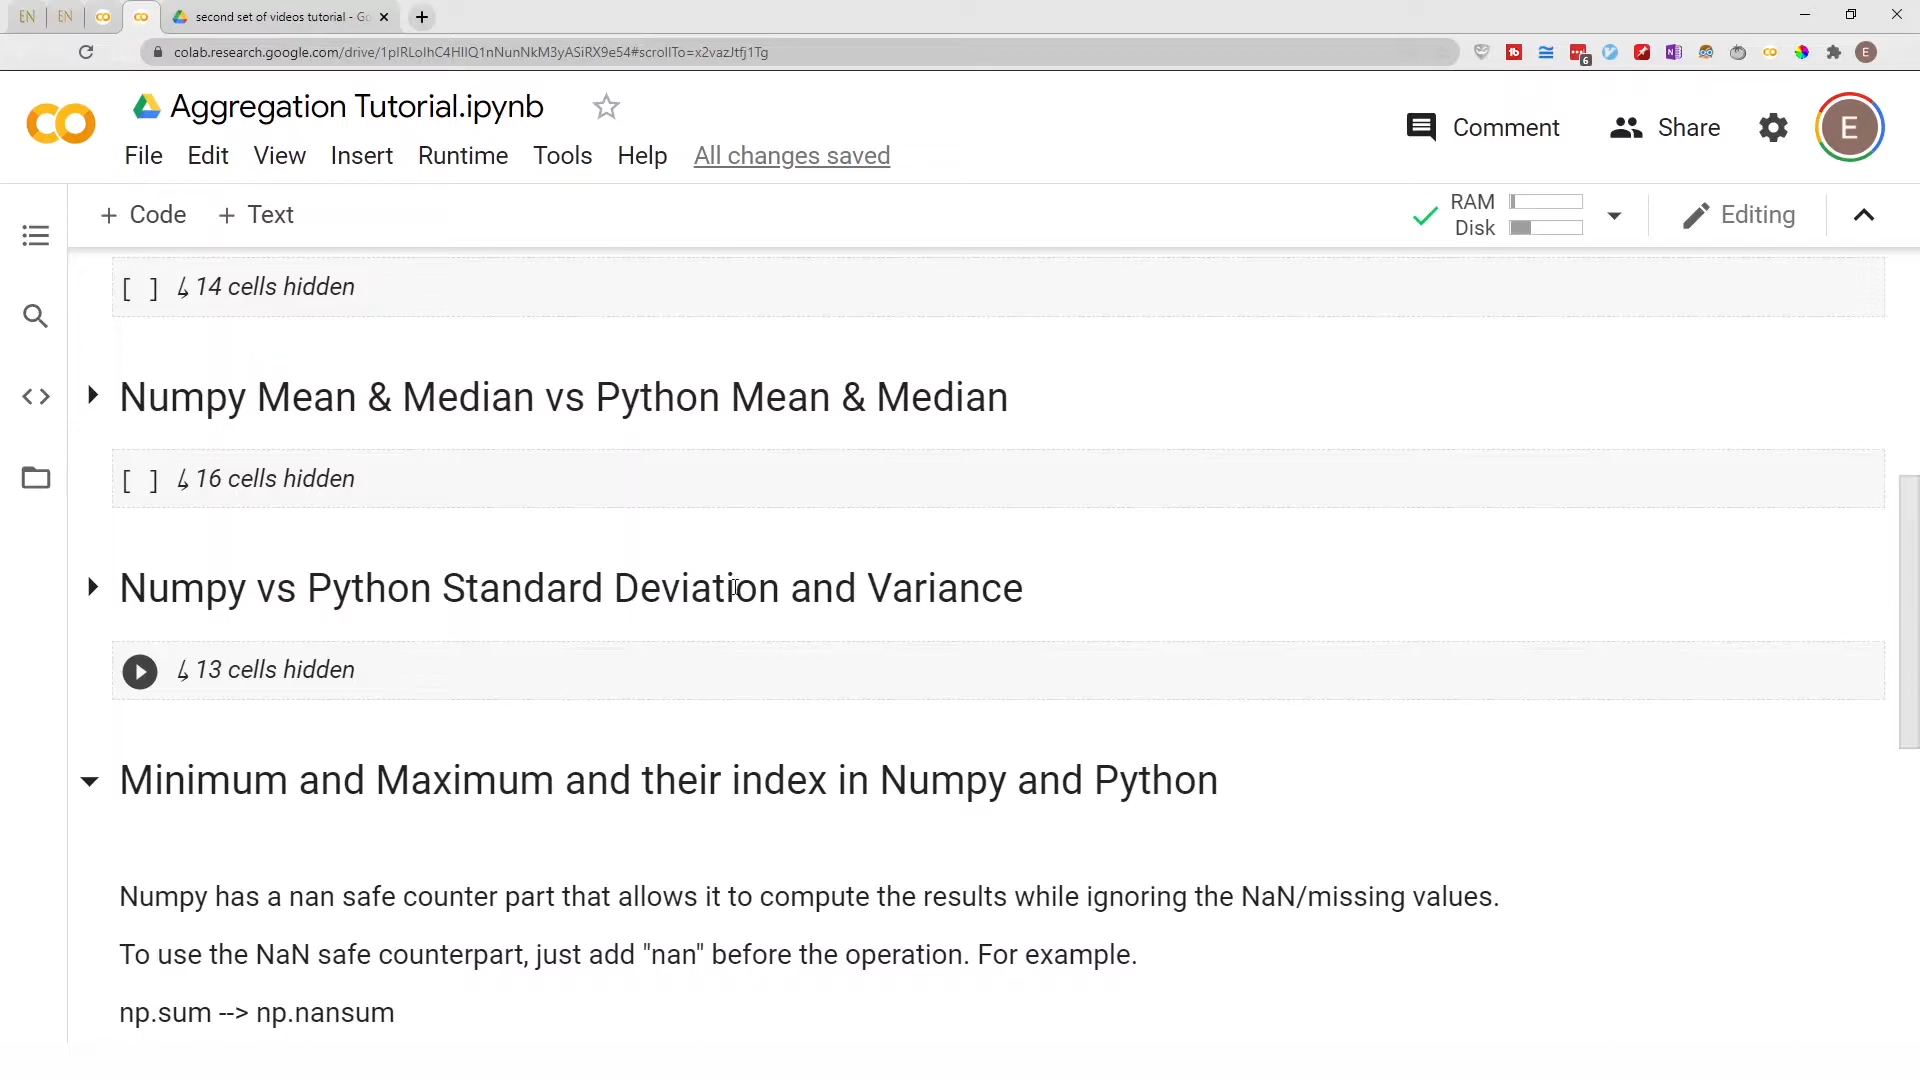 EN
EN
second set of videos tutorial - Go
colab.research.google.com/drive/1pIRLoIhC4HlIQ1nNunNkM3yASiRX9e54#scrollTo=x2vazJtfj1Tg
6
E
Aggregation Tutorial.ipynb
Comment
Share
E
File Edit View Insert Runtime Tools Help All changes saved
+ Code + Text
RAM
Disk
Editing
[ ] ↳ 14 cells hidden
Numpy Mean & Median vs Python Mean & Median
[ ] ↳ 16 cells hidden
Numpy vs Python Standard Deviation and Variance
↳ 13 cells hidden
Minimum and Maximum and their index in Numpy and Python
Numpy has a nan safe counter part that allows it to compute the results while ignoring the NaN/missing values.
To use the NaN safe counterpart, just add "nan" before the operation. For example.
np.sum --> np.nansum